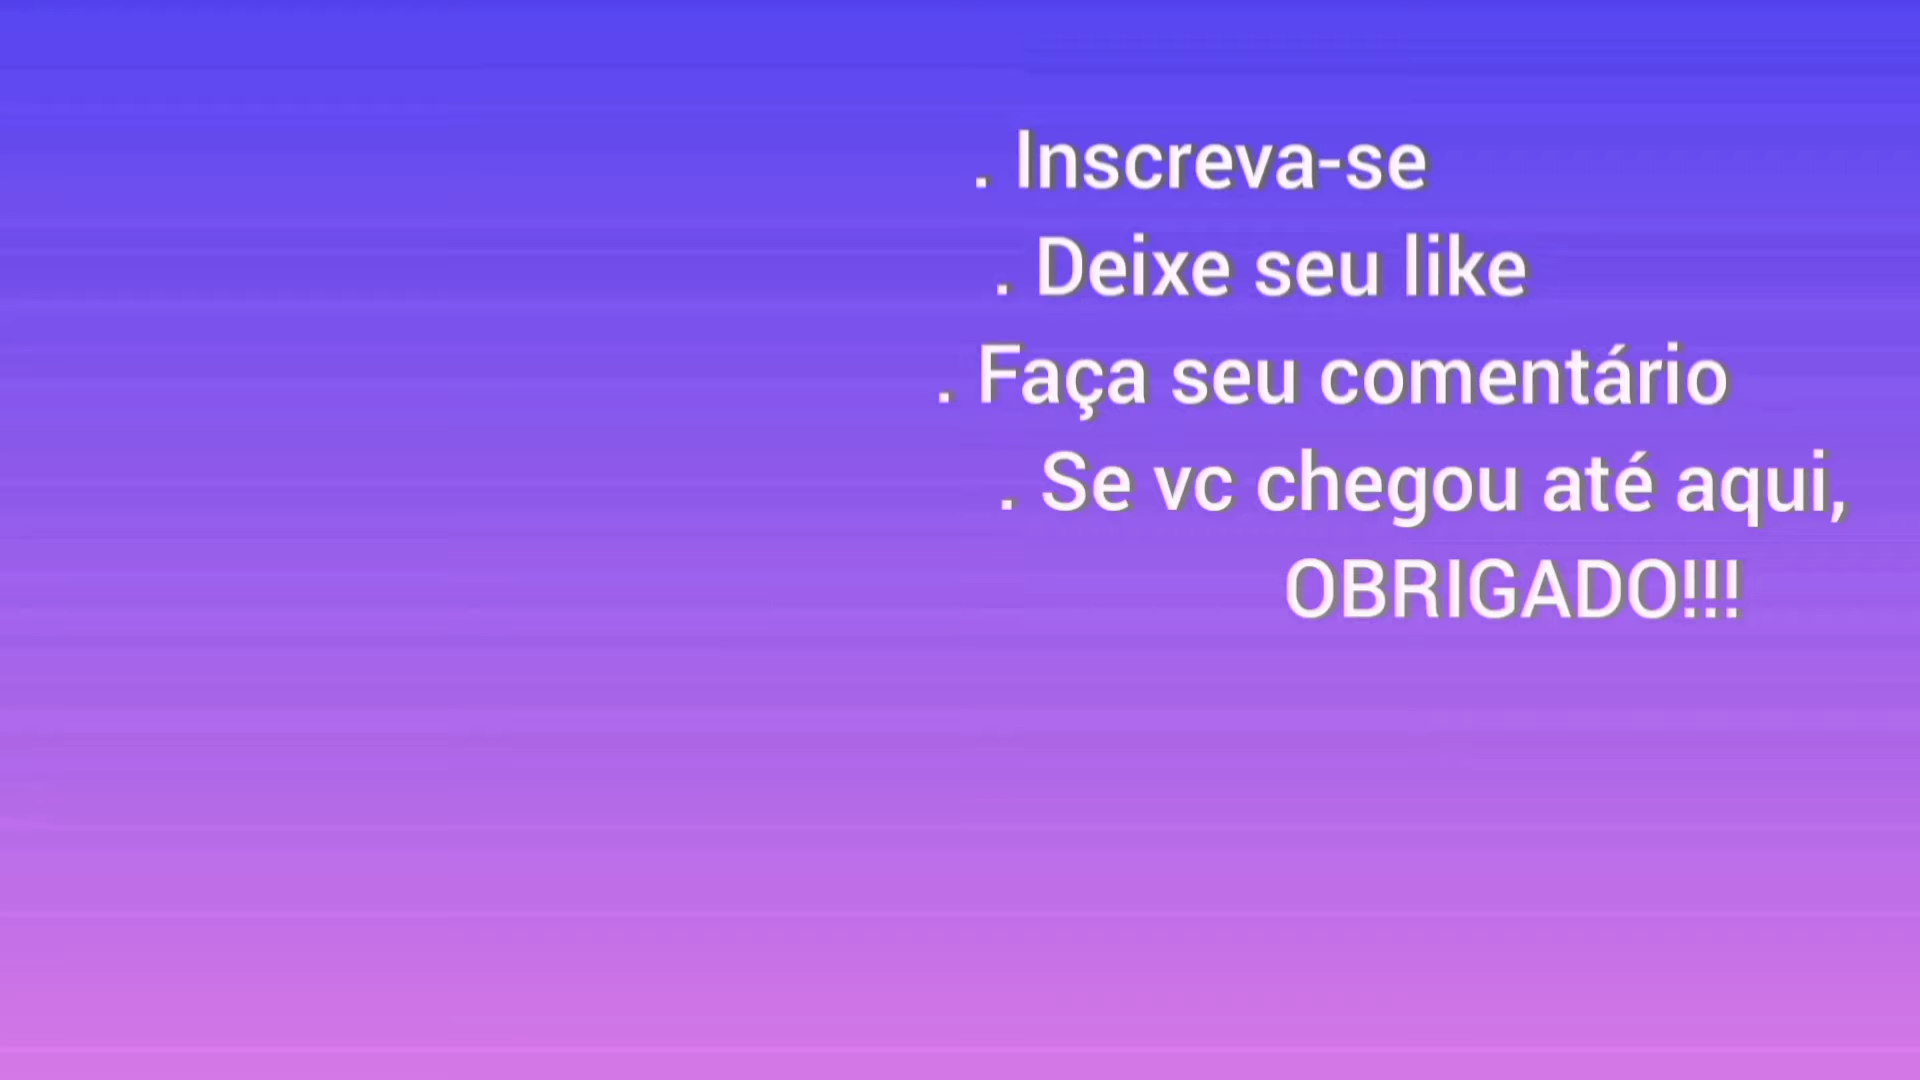 . Inscreva-se
. Deixe seu like
. Faça seu comentário
. Se vc chegou até aqui,
OBRIGADO!!!